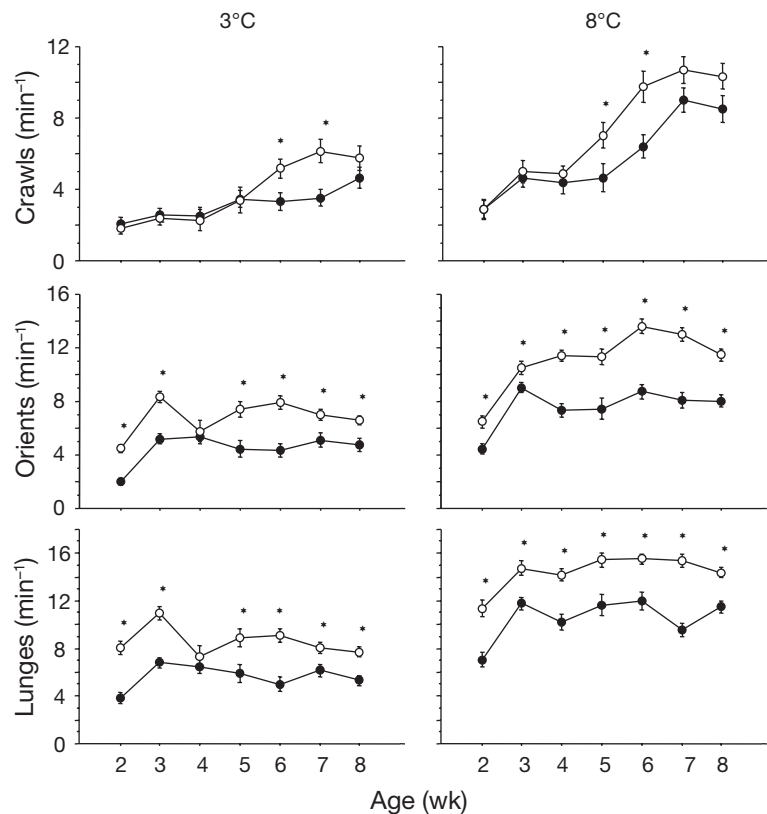 3°C 8°C
Crawls (min⁻¹)
12
8
4
0
* *
* *
Orients (min⁻¹)
16
12
8
4
0
* * * * * *
* * * * * * *
Lunges (min⁻¹)
16
12
8
4
0
* * * * * *
* * * * * * *
2 3 4 5 6 7 8 2 3 4 5 6 7 8
Age (wk)